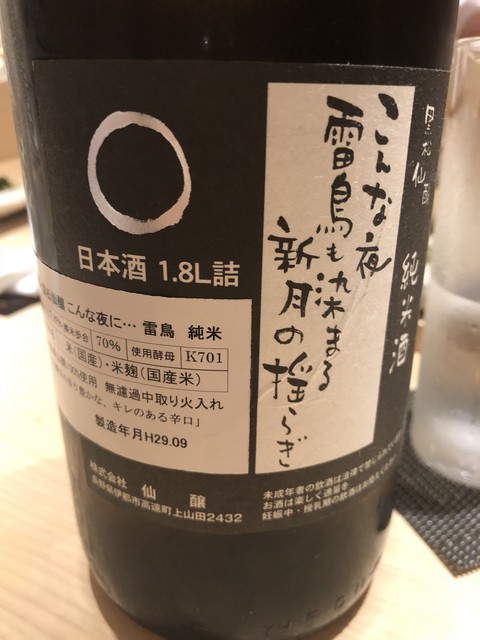 黒松仙醸
純米酒
こんな夜
雷鳥も染まる
新月の揺らぎ
日本酒 1.8L詰
こんな夜に… 雷鳥 純米
70% 使用酵母 K701
米(国産)・米麹(国産米)
使用 無濾過中取り火入れ
豊かな、キレのある辛口」
製造年月H29.09
株式会社 仙醸
長野県伊那市高遠町上山田2432
未成年者の飲酒は法律で禁じられています
お酒は楽しく適量を
妊娠中・授乳期の飲酒はお控えください